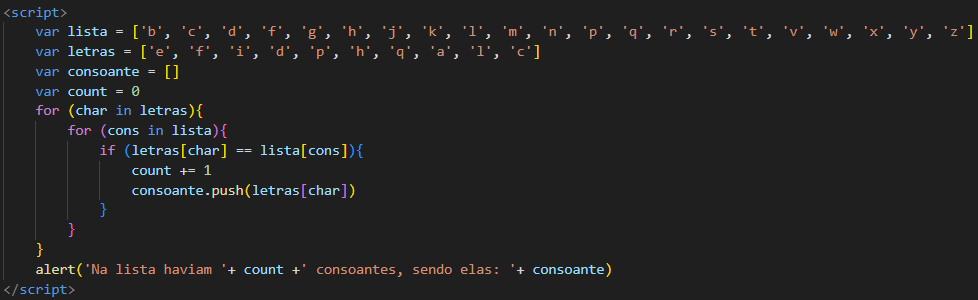 <script>
    var lista = ['b', 'c', 'd', 'f', 'g', 'h', 'j', 'k', 'l', 'm', 'n', 'p', 'q', 'r', 's', 't', 'v', 'w', 'x', 'y', 'z']
    var letras = ['e', 'f', 'i', 'd', 'p', 'h', 'q', 'a', 'l', 'c']
    var consoante = []
    var count = 0
    for (char in letras){
        for (cons in lista){
            if (letras[char] == lista[cons]){
                count += 1
                consoante.push(letras[char])
            }
        }
    }
    alert('Na lista haviam '+ count +' consoantes, sendo elas: '+ consoante)
</script>